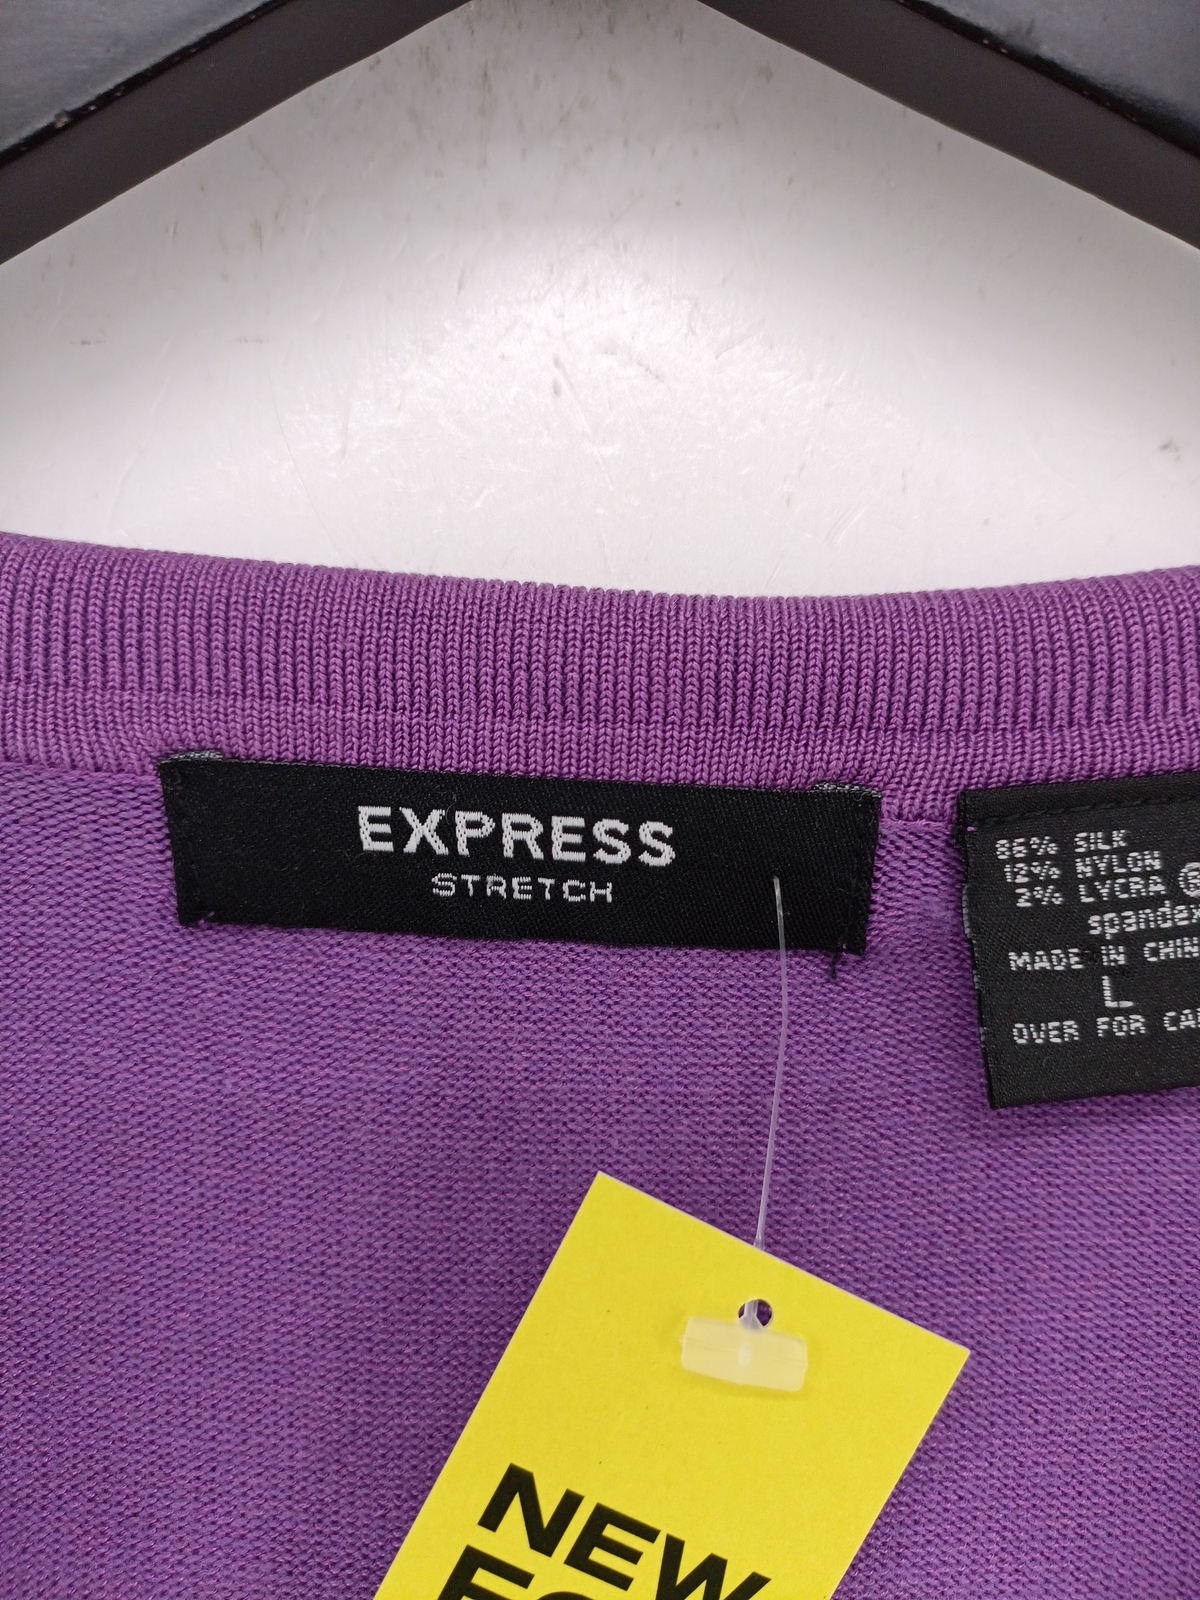 EXPRESS
STRETCH
86% SILK
12% NYLON
2% LYCRA ®
spandex
MADE IN CHIN
L
OVER FOR CA
NEW